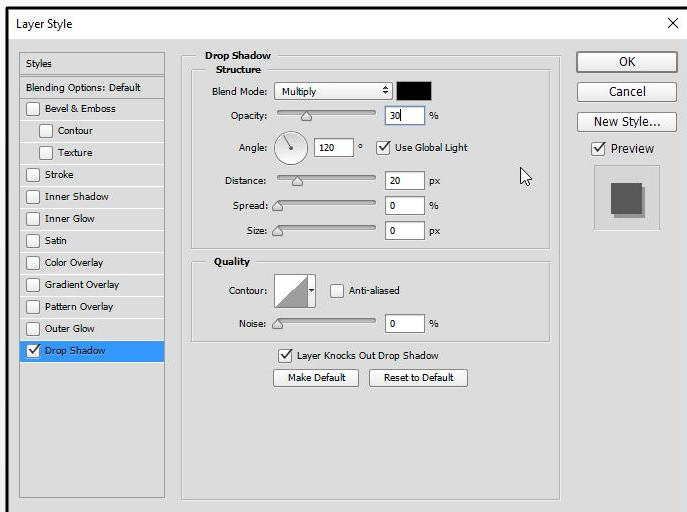 Layer Style
Styles
Blending Options: Default
Bevel & Emboss
Contour
Texture
Stroke
Inner Shadow
Inner Glow
Satin
Color Overlay
Gradient Overlay
Pattern Overlay
Outer Glow
Drop Shadow
Drop Shadow
Structure
Blend Mode: Multiply
Opacity: 30 %
Angle: 120 ° Use Global Light
Distance: 20 px
Spread: 0 %
Size: 0 px
Quality
Contour: Anti-aliased
Noise: 0 %
Layer Knocks Out Drop Shadow
Make Default Reset to Default
OK
Cancel
New Style...
Preview